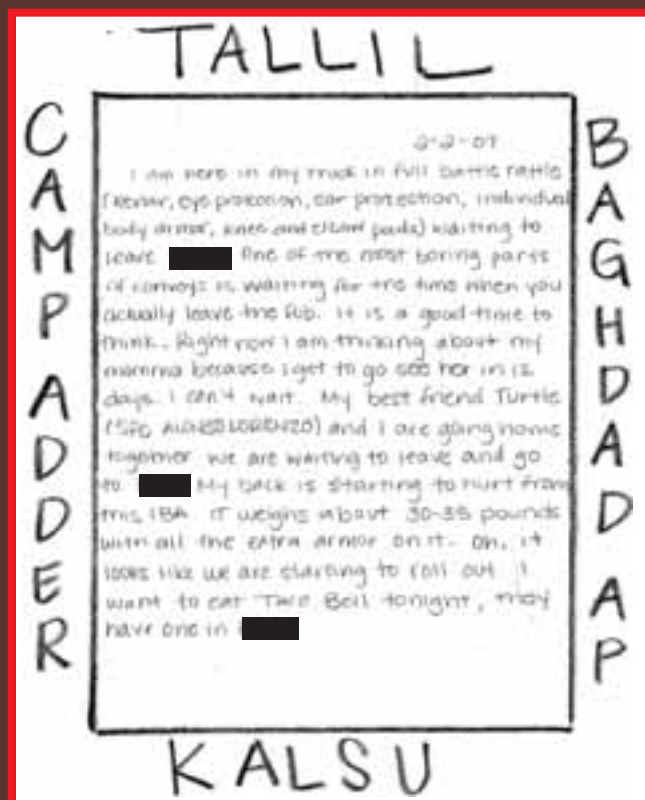 TALLIL
CAMP ADDER
2-2-07
I am here in my truck in full battle rattle
(Kevlar, eye protection, ear protection, individual
body armor, knee and elbow pads) waiting to
leave One of the most boring parts
of convoys is waiting for the time when you
actually leave the fob. It is a good time to
think. Right now I am thinking about my
momma because I get to go see her in 12
days. I can't wait. My best friend Turtle
(SPC ALONSO LORENZO) and I are going home
together we are waiting to leave and go
to My back is starting to hurt from
this IBA. IT weighs about 30-35 pounds
with all the extra armor on it. Oh, it
looks like we are starting to roll out I
want to eat Taco Bell tonight, they
have one in
BAGHDAD AP
KALSU